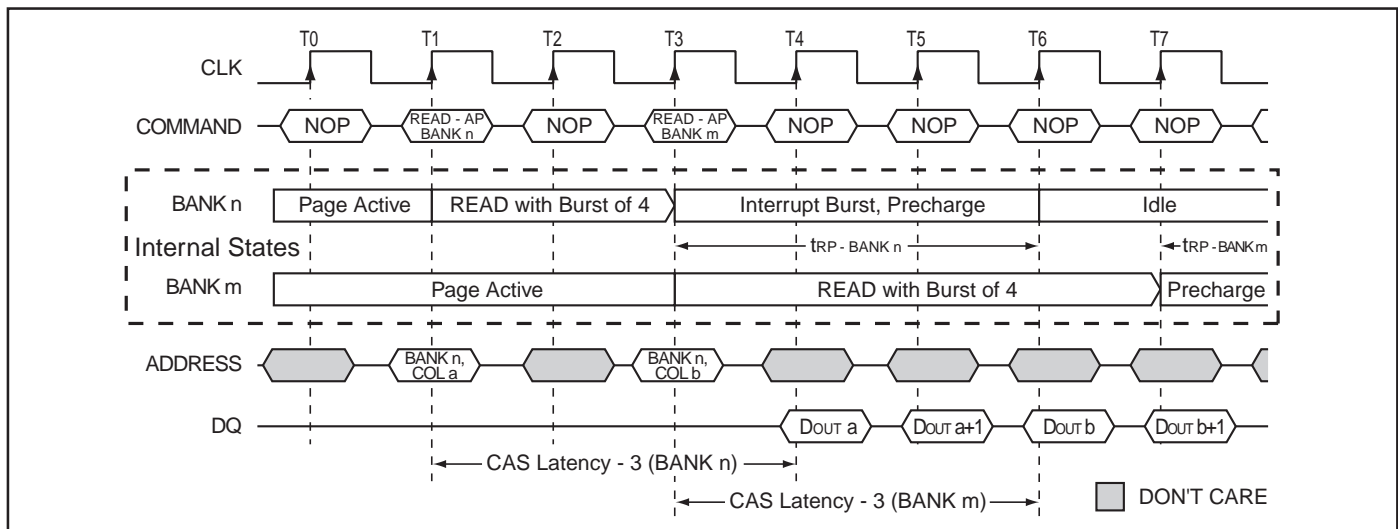 T0 T1 T2 T3 T4 T5 T6 T7
CLK
COMMAND NOP READ - AP BANK n NOP READ - AP BANK m NOP NOP NOP NOP
BANK n Page Active READ with Burst of 4 Interrupt Burst, Precharge Idle
Internal States tRP - BANK n tRP - BANK m
BANK m Page Active READ with Burst of 4 Precharge
ADDRESS BANK n, COL a BANK n, COL b
DQ DOUT a DOUT a+1 DOUT b DOUT b+1
CAS Latency - 3 (BANK n)
CAS Latency - 3 (BANK m) DON'T CARE